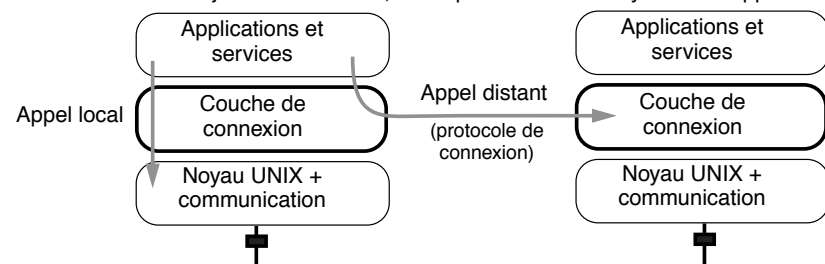 Applications et
services
Appel local
Couche de
connexion
Noyau UNIX +
communication
Appel distant
(protocole de
connexion)
Applications et
services
Couche de
connexion
Noyau UNIX +
communication